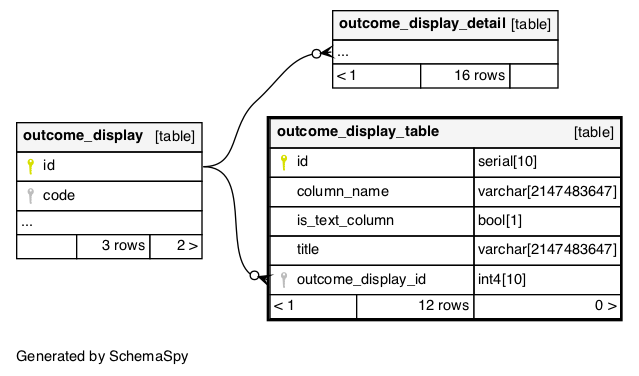 outcome_display_detail [table]
...
< 1 16 rows
outcome_display [table]
id
code
...
3 rows 2 >
outcome_display_table [table]
id serial[10]
column_name varchar[2147483647]
is_text_column bool[1]
title varchar[2147483647]
outcome_display_id int4[10]
< 1 12 rows 0 >
Generated by SchemaSpy